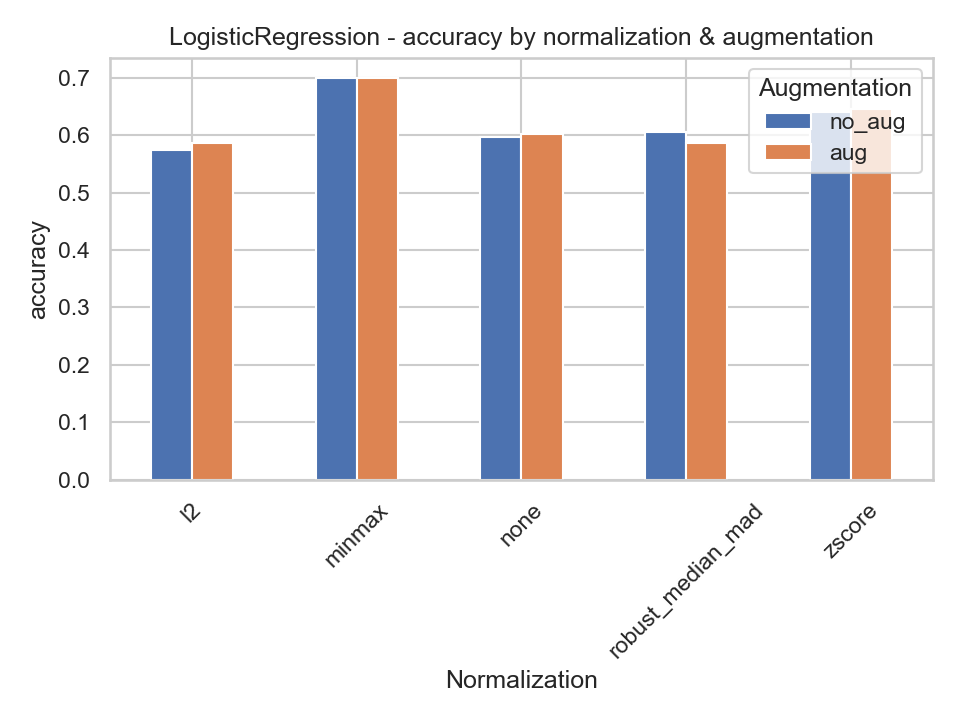 LogisticRegression - accuracy by normalization & augmentation
accuracy
0.7
0.6
0.5
0.4
0.3
0.2
0.1
0.0
Augmentation
no_aug
aug
l2
minmax
none
robust_median_mad
zscore
Normalization